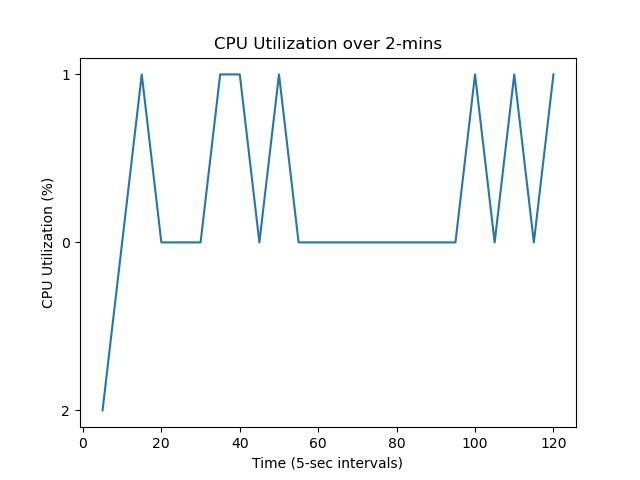 CPU Utilization over 2-mins
1
0
2
CPU Utilization (%)
0 20 40 60 80 100 120
Time (5-sec intervals)